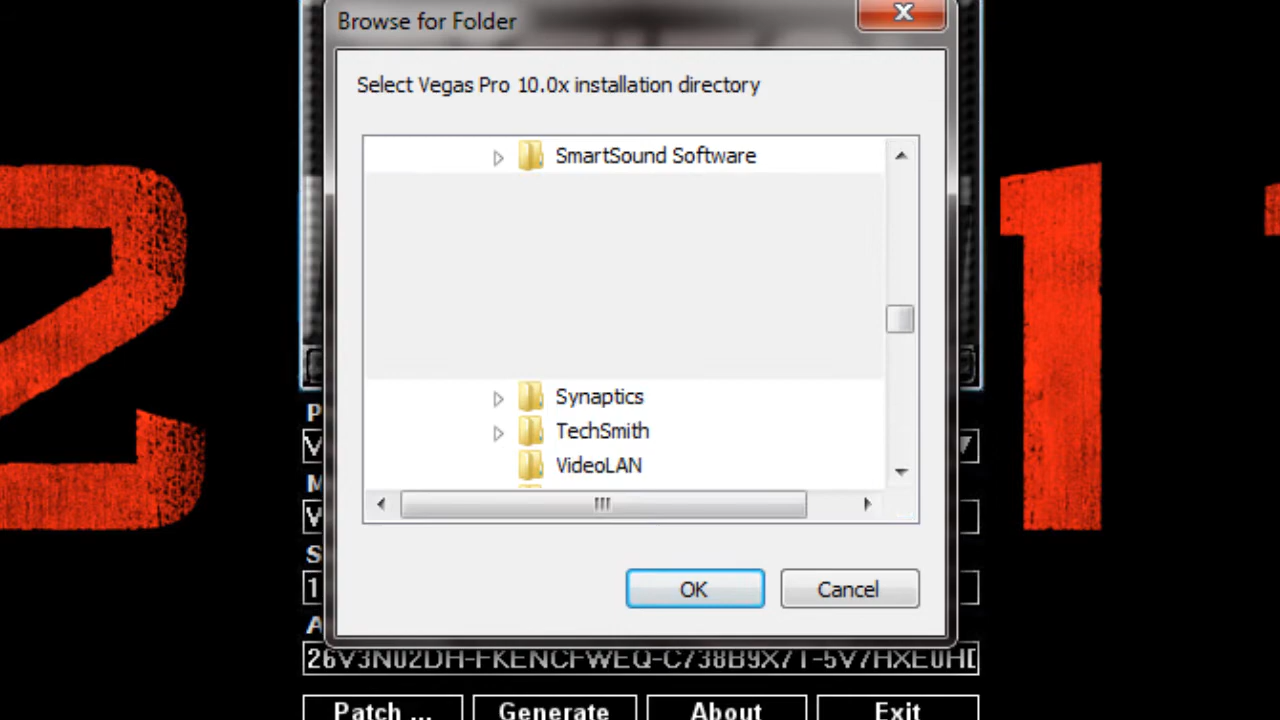 Browse for Folder
Select Vegas Pro 10.0x installation directory
SmartSound Software
Synaptics
TechSmith
VideoLAN
OK Cancel
Patch ... Generate About Exit